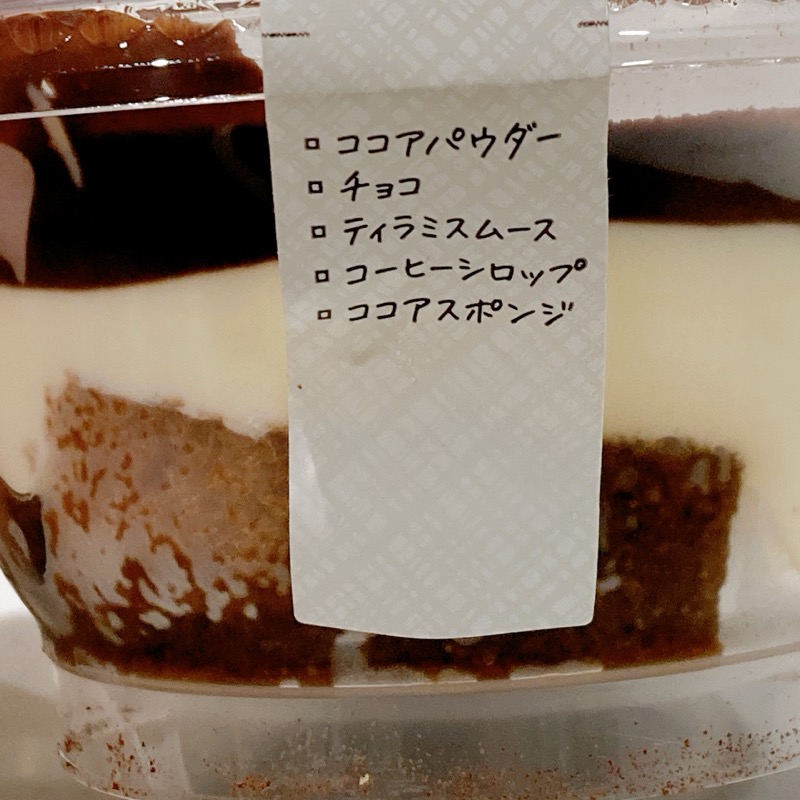 □ ココアパウダー
□ チョコ
□ ティラミスムース
□ コーヒーシロップ
□ ココアスポンジ